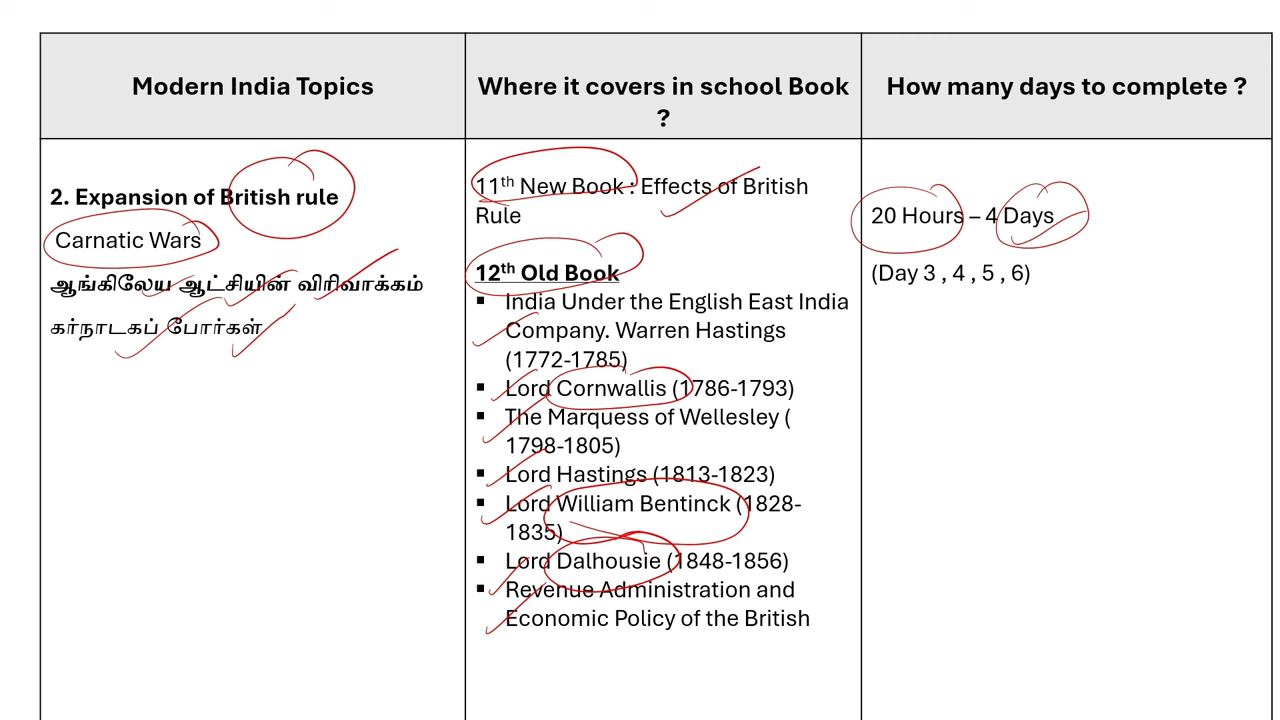 Modern India Topics
Where it covers in school Book
?
How many days to complete ?
2. Expansion of British rule
Carnatic Wars
ஆங்கிலேய ஆட்சியின் விரிவாக்கம்
கர்நாடகப் போர்கள்
11th New Book : Effects of British
Rule
12th Old Book
▪ India Under the English East India
Company. Warren Hastings
(1772-1785)
▪ Lord Cornwallis (1786-1793)
▪ The Marquess of Wellesley (
1798-1805)
▪ Lord Hastings (1813-1823)
▪ Lord William Bentinck (1828-
1835)
▪ Lord Dalhousie (1848-1856)
▪ Revenue Administration and
Economic Policy of the British
20 Hours – 4 Days
(Day 3 , 4 , 5 , 6)